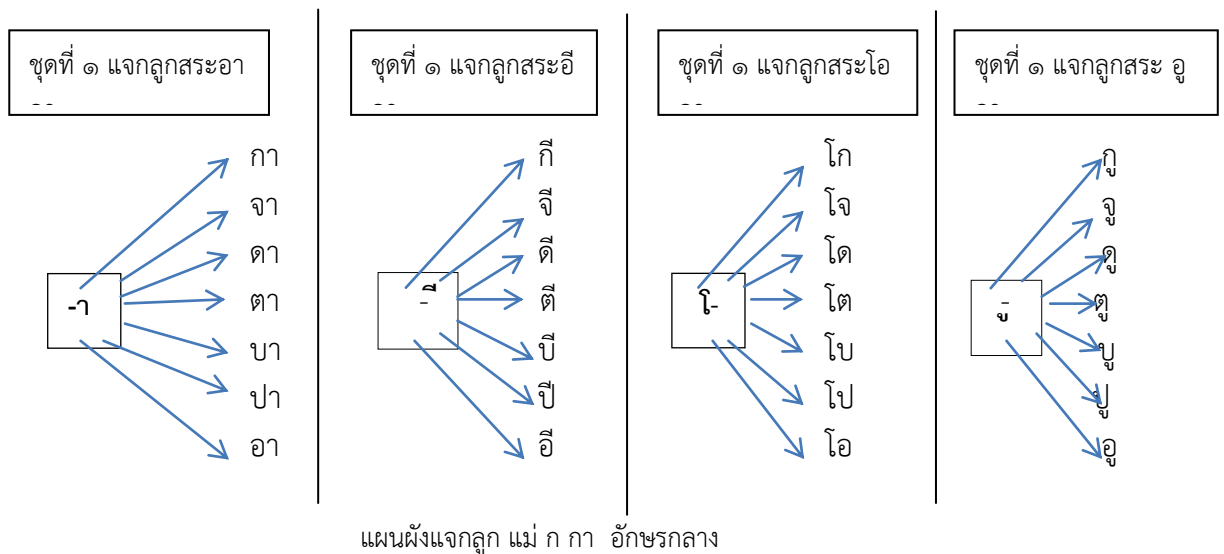 ชุดที่ ๑ แจกลูกสระอา
-า
กา
จา
ดา
ตา
บา
ปา
อา
ชุดที่ ๑ แจกลูกสระอี
-ี
กี
จี
ดี
ตี
บี
ปี
อี
ชุดที่ ๑ แจกลูกสระโอ
โ-
โก
โจ
โด
โต
โบ
โป
โอ
ชุดที่ ๑ แจกลูกสระ อู
-ู
กู
จู
ดู
ตู
บู
ปู
อู
แผนผังแจกลูก แม่ ก กา อักษรกลาง